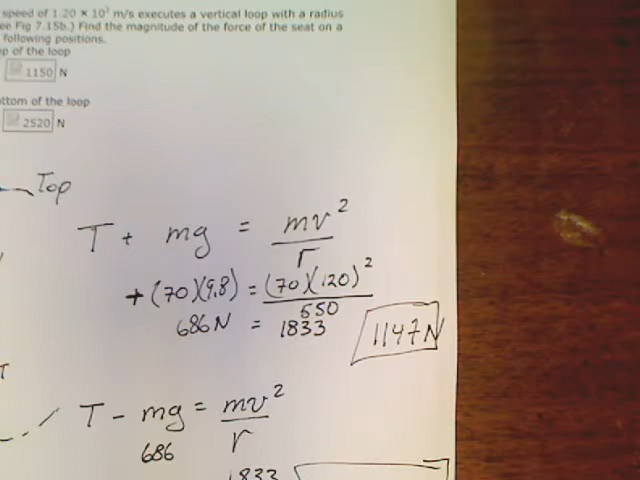 speed of 1.20 × 10² m/s executes a vertical loop with a radius
ee Fig 7.15b.) Find the magnitude of the force of the seat on a
following positions.
op of the loop
1150 N
ottom of the loop
2520 N
Top
T + mg = mv² / r
+ (70)(9.8) = (70)(120)² / 550
686 N = 1833
1147 N
T
T - mg = mv² / r
686
1833